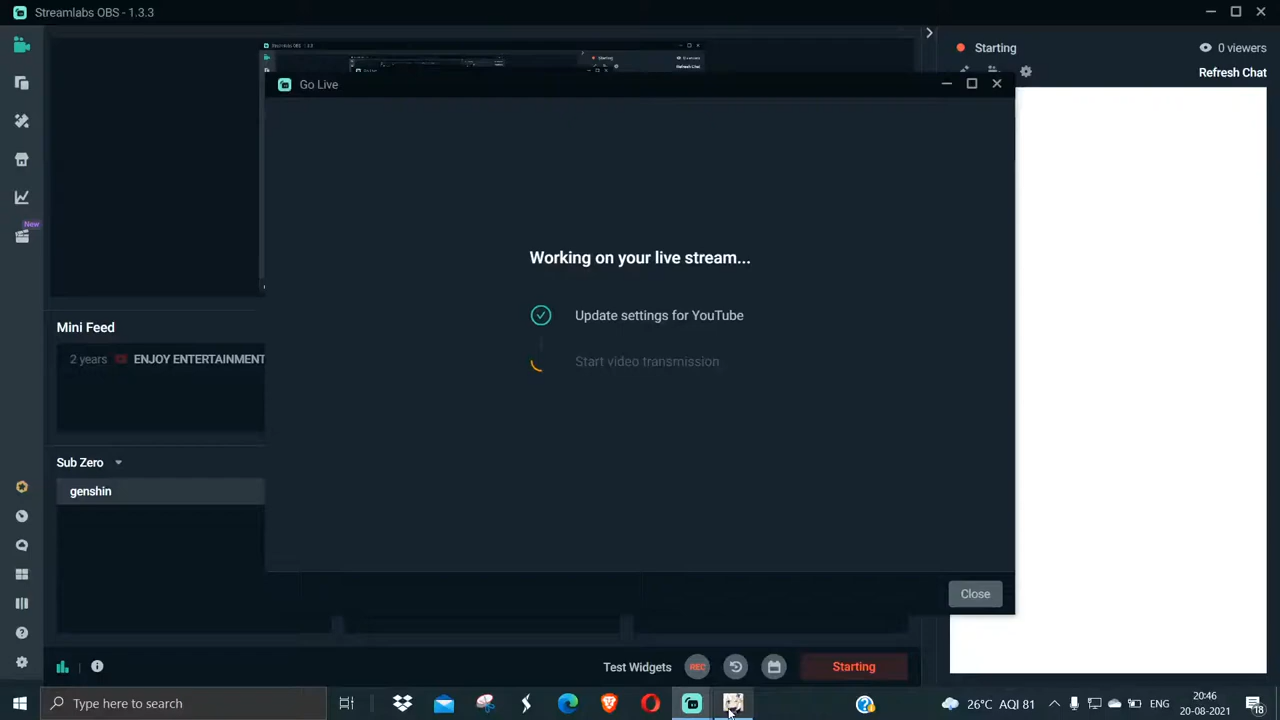 Streamlabs OBS - 1.3.3
Starting
0 viewers
Refresh Chat
Go Live
New
Working on your live stream...
Update settings for YouTube
Start video transmission
Mini Feed
2 years ENJOY ENTERTAINMENT
Sub Zero
genshin
Close
Test Widgets
REC
Starting
Type here to search
26°C AQI 81
ENG
20:46
20-08-2021
18